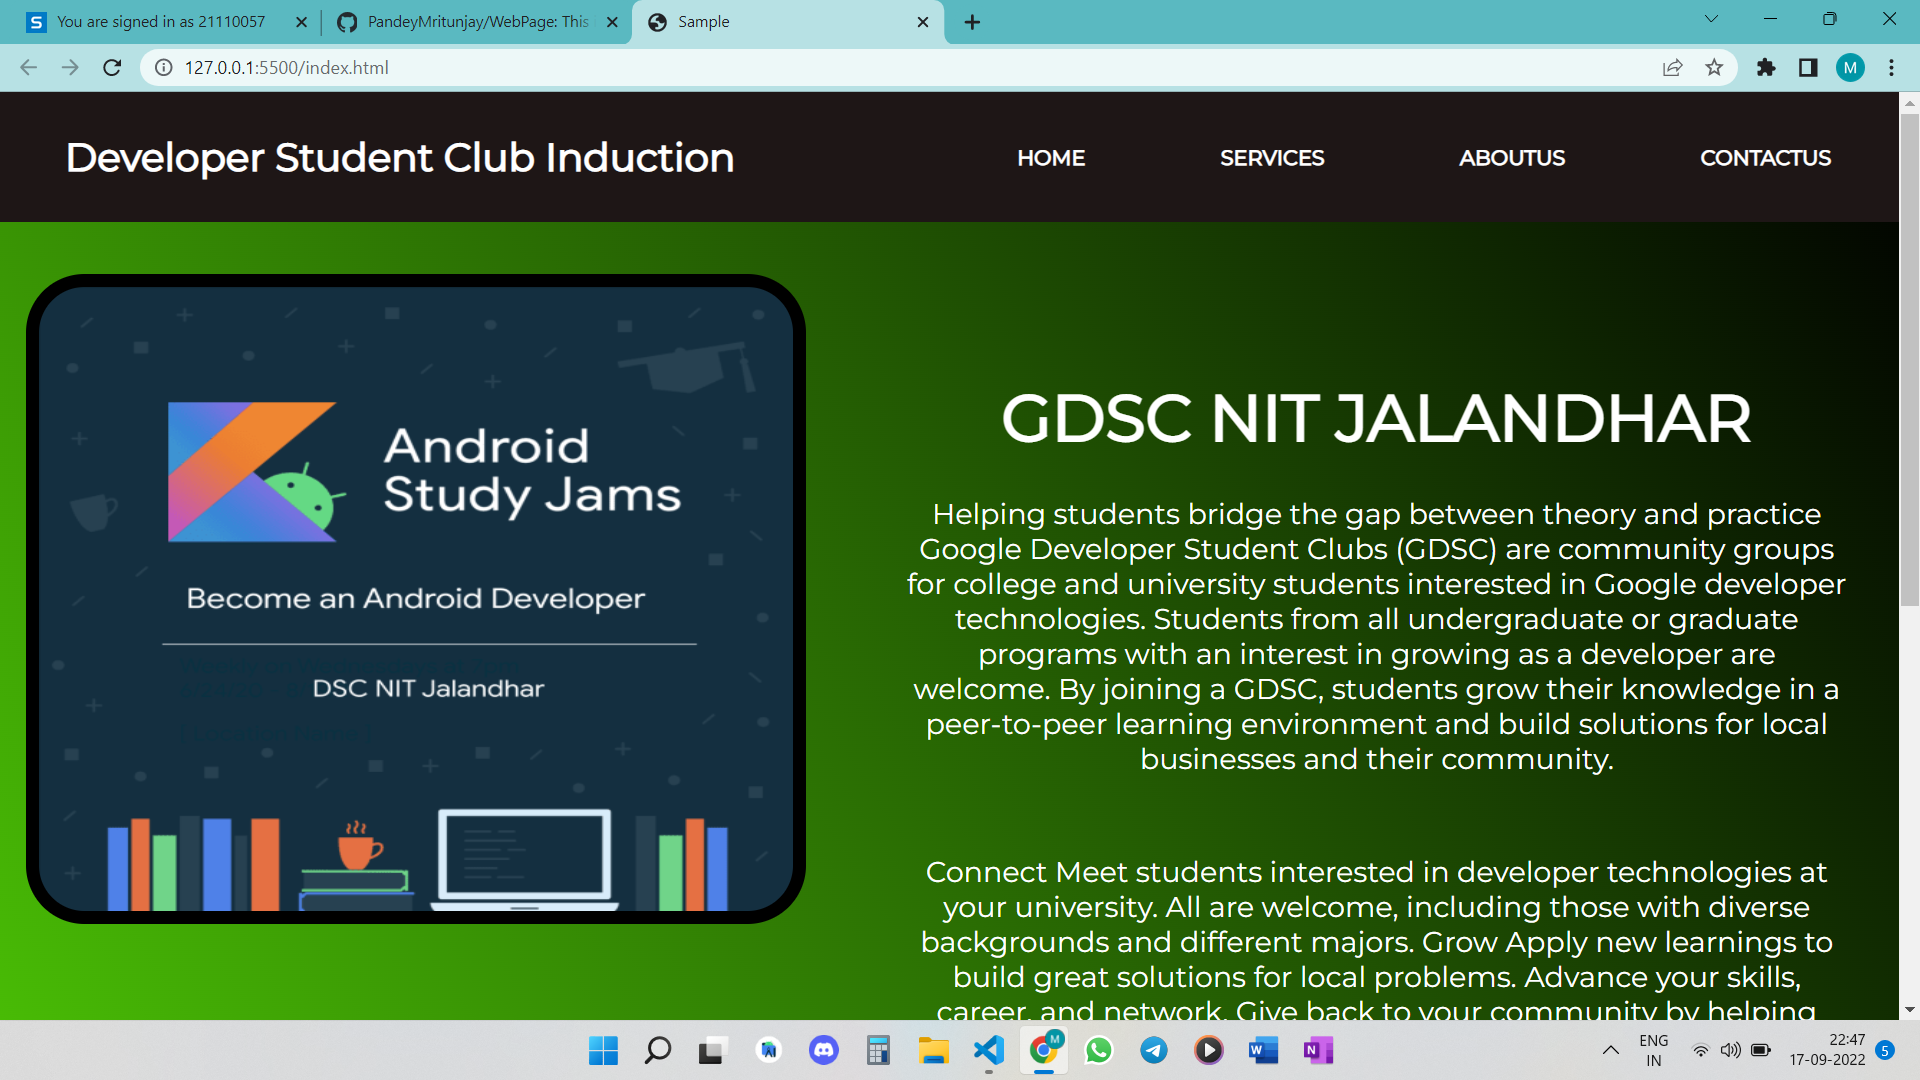 You are signed in as 21110057
PandeyMritunjay/WebPage: This
Sample
127.0.0.1:5500/index.html
M
Developer Student Club Induction
HOME
SERVICES
ABOUTUS
CONTACTUS
Android
Study Jams
Become an Android Developer
DSC NIT Jalandhar
GDSC NIT JALANDHAR
Helping students bridge the gap between theory and practice
Google Developer Student Clubs (GDSC) are community groups
for college and university students interested in Google developer
technologies. Students from all undergraduate or graduate
programs with an interest in growing as a developer are
welcome. By joining a GDSC, students grow their knowledge in a
peer-to-peer learning environment and build solutions for local
businesses and their community.
Connect Meet students interested in developer technologies at
your university. All are welcome, including those with diverse
backgrounds and different majors. Grow Apply new learnings to
build great solutions for local problems. Advance your skills,
career, and network. Give back to your community by helping
ENG
IN
22:47
17-09-2022
5